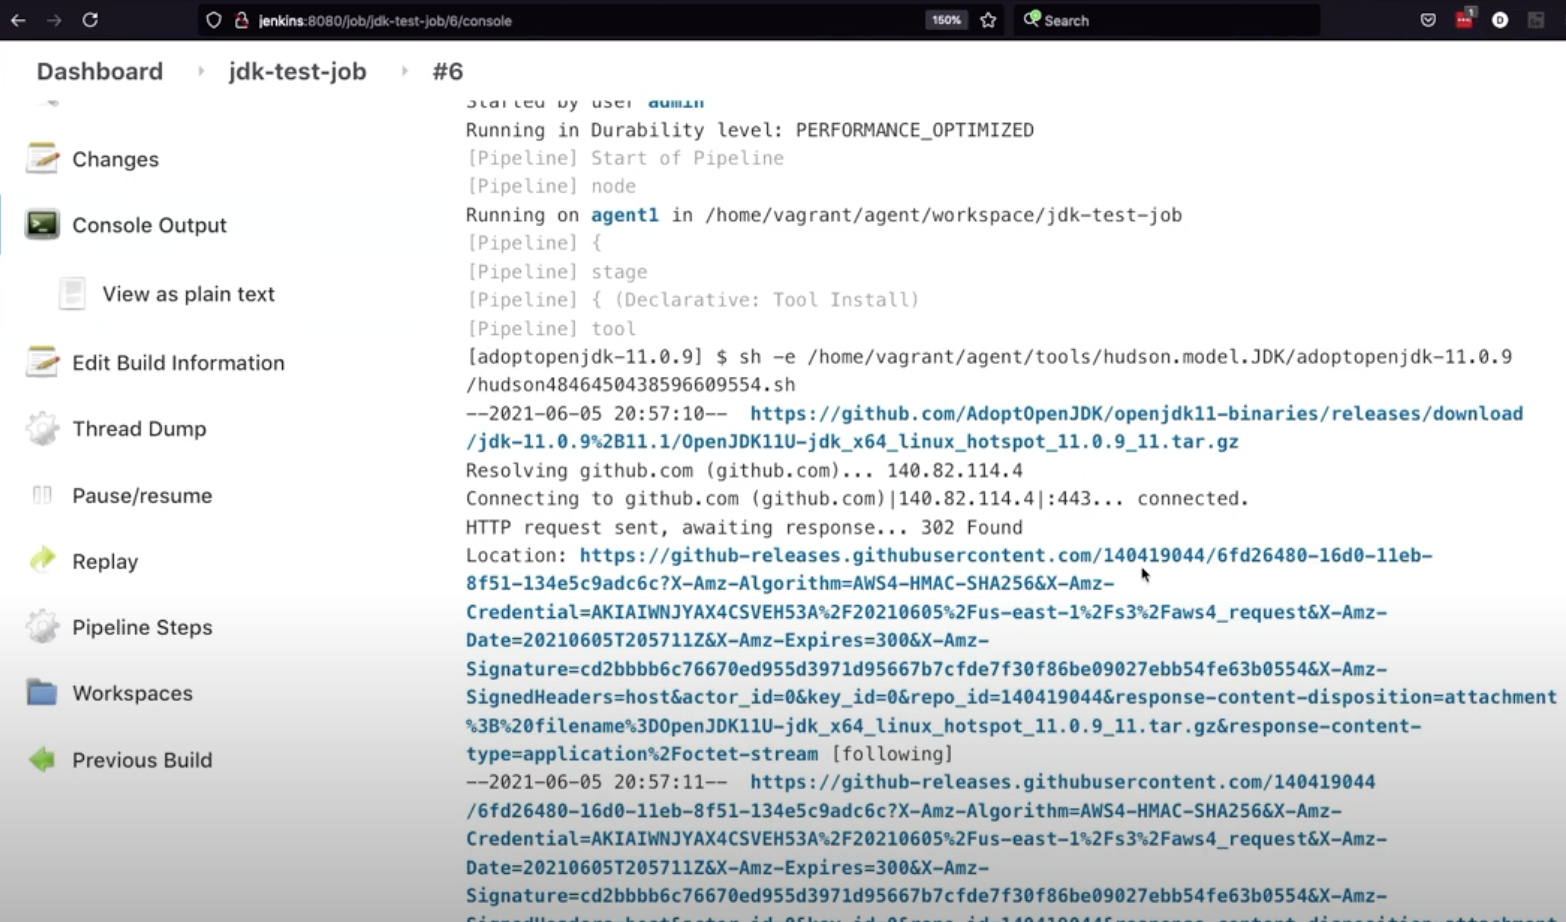 jenkins:8080/job/jdk-test-job/6/console
150%
Search
1
D
Dashboard
jdk-test-job
#6
Changes
Console Output
View as plain text
Edit Build Information
Thread Dump
Pause/resume
Replay
Pipeline Steps
Workspaces
Previous Build
Started by user admin
Running in Durability level: PERFORMANCE_OPTIMIZED
[Pipeline] Start of Pipeline
[Pipeline] node
Running on agent1 in /home/vagrant/agent/workspace/jdk-test-job
[Pipeline] {
[Pipeline] stage
[Pipeline] { (Declarative: Tool Install)
[Pipeline] tool
[adoptopenjdk-11.0.9] $ sh -e /home/vagrant/agent/tools/hudson.model.JDK/adoptopenjdk-11.0.9
/hudson4846450438596609554.sh
--2021-06-05 20:57:10-- https://github.com/AdoptOpenJDK/openjdk11-binaries/releases/download
/jdk-11.0.9%2B11.1/OpenJDK11U-jdk_x64_linux_hotspot_11.0.9_11.tar.gz
Resolving github.com (github.com)... 140.82.114.4
Connecting to github.com (github.com)|140.82.114.4|:443... connected.
HTTP request sent, awaiting response... 302 Found
Location: https://github-releases.githubusercontent.com/140419044/6fd26480-16d0-11eb-
8f51-134e5c9adc6c?X-Amz-Algorithm=AWS4-HMAC-SHA256&X-Amz-
Credential=AKIAIWNJYAX4CSVEH53A%2F20210605%2Fus-east-1%2Fs3%2Faws4_request&X-Amz-
Date=20210605T205711Z&X-Amz-Expires=300&X-Amz-
Signature=cd2bbbb6c76670ed955d3971d95667b7cfde7f30f86be09027ebb54fe63b0554&X-Amz-
SignedHeaders=host&actor_id=0&key_id=0&repo_id=140419044&response-content-disposition=attachment
%3B%20filename%3DOpenJDK11U-jdk_x64_linux_hotspot_11.0.9_11.tar.gz&response-content-
type=application%2Foctet-stream [following]
--2021-06-05 20:57:11-- https://github-releases.githubusercontent.com/140419044
/6fd26480-16d0-11eb-8f51-134e5c9adc6c?X-Amz-Algorithm=AWS4-HMAC-SHA256&X-Amz-
Credential=AKIAIWNJYAX4CSVEH53A%2F20210605%2Fus-east-1%2Fs3%2Faws4_request&X-Amz-
Date=20210605T205711Z&X-Amz-Expires=300&X-Amz-
Signature=cd2bbbb6c76670ed955d3971d95667b7cfde7f30f86be09027ebb54fe63b0554&X-Amz-